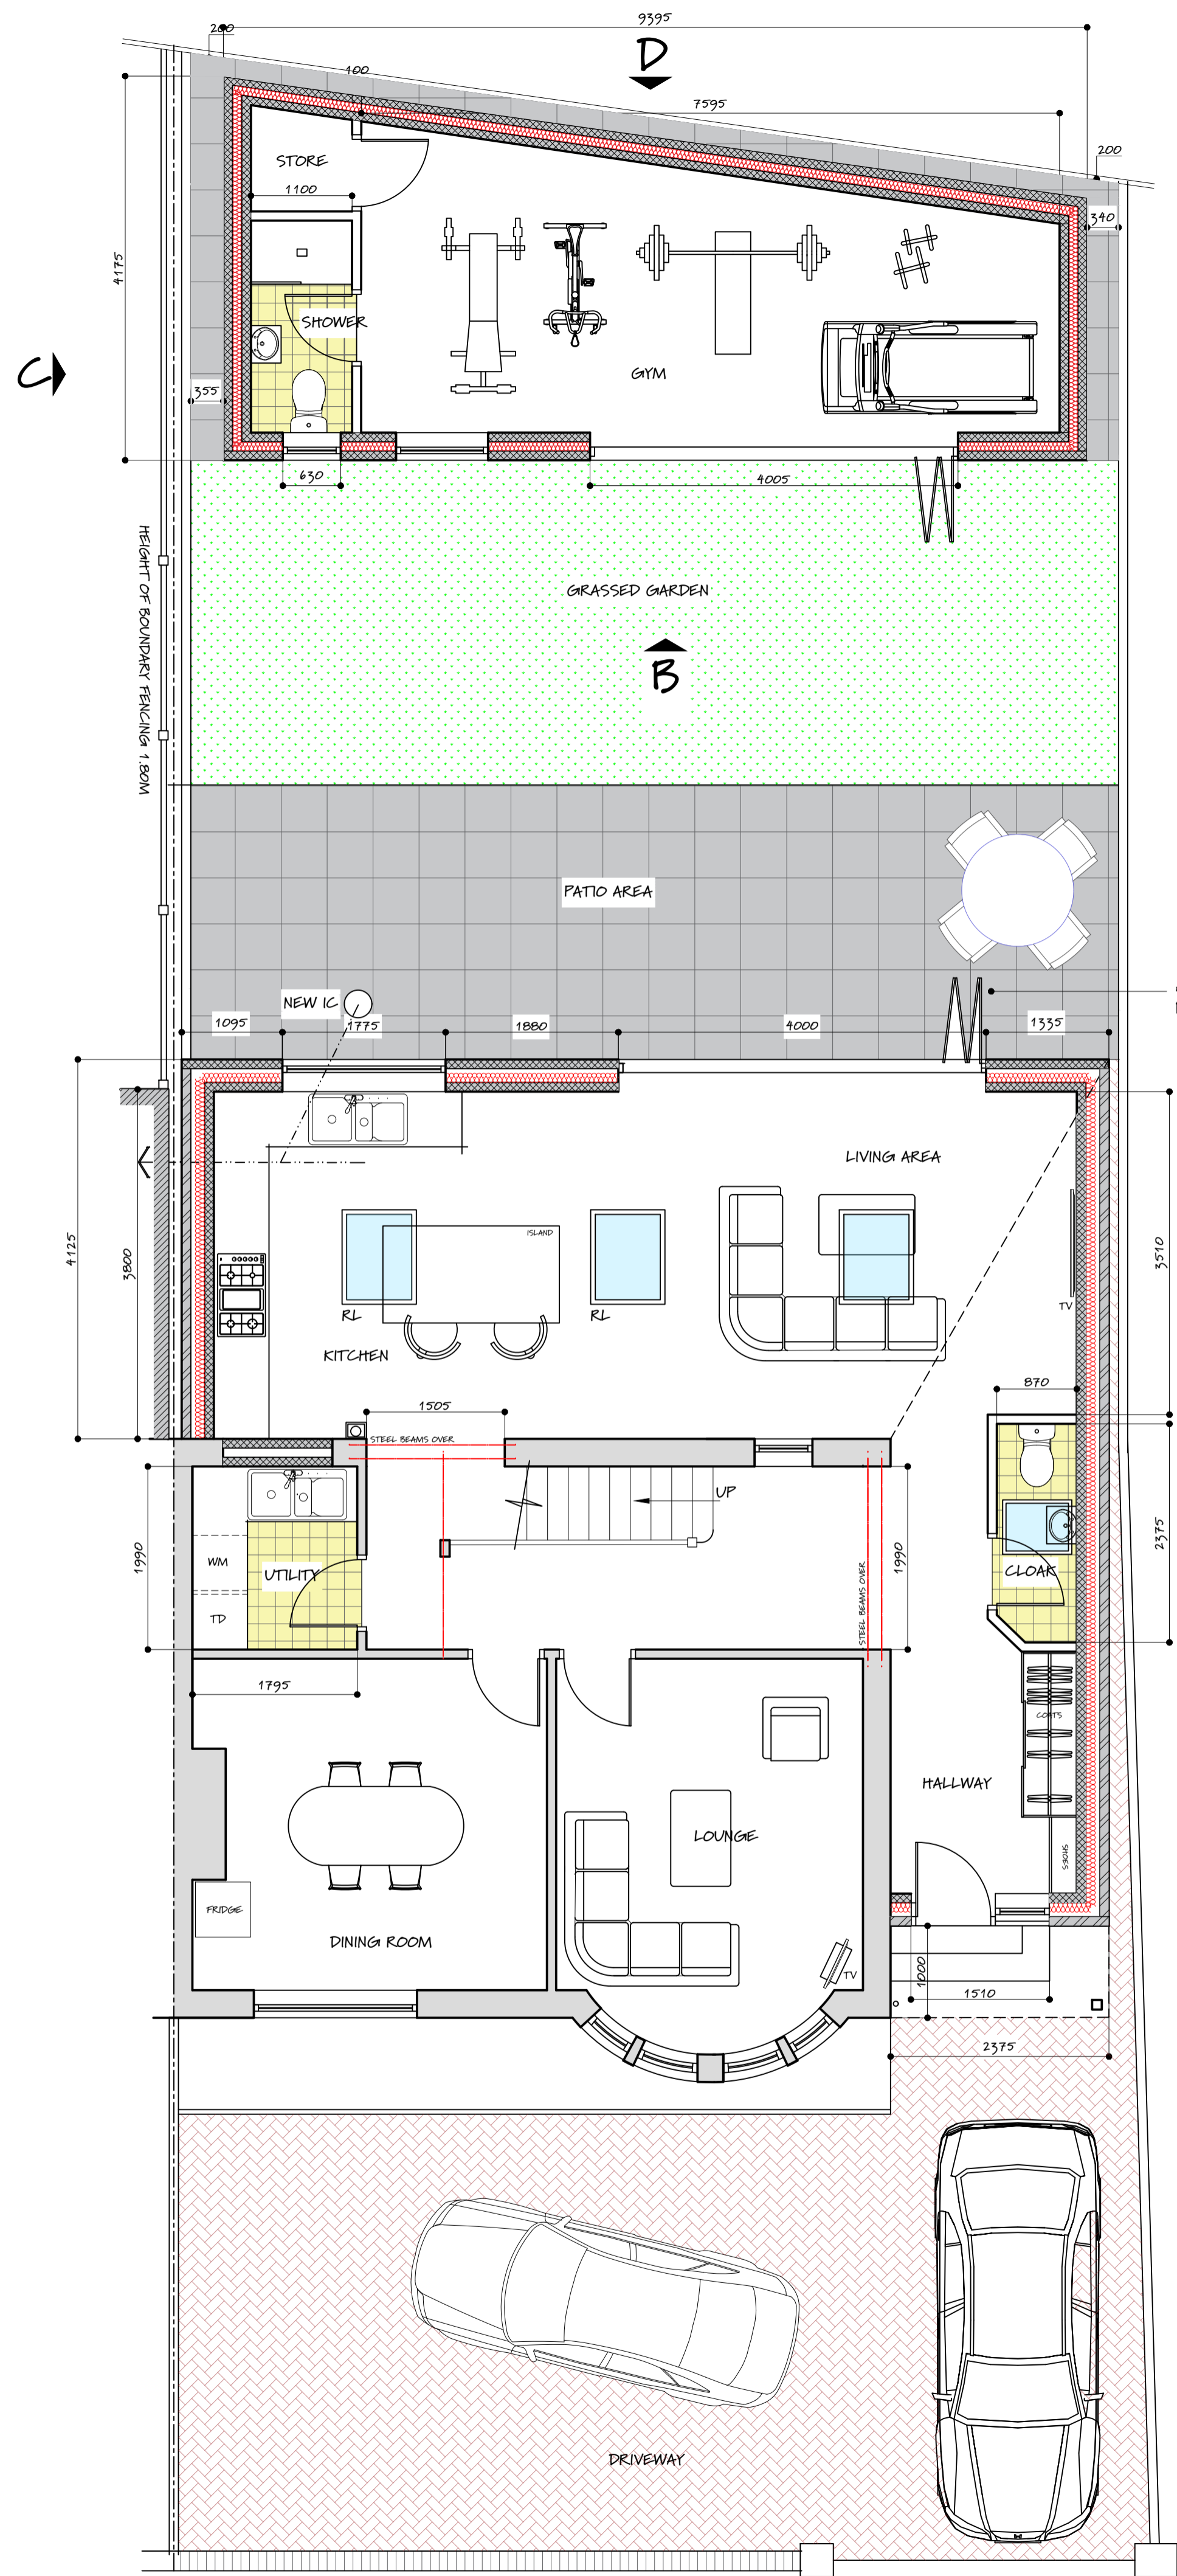 9395
200
D
100
7595
STORE
200
1100
340
4175
SHOWER
C
GYM
355
630
4005
HEIGHT OF BOUNDARY FENCING 1.80M
GRASSED GARDEN
B
PATIO AREA
NEW IC
1095
1775
1880
4000
1335
LIVING AREA
ISLAND
4125
3800
3510
RL
RL
TV
KITCHEN
870
1505
STEEL BEAMS OVER
UP
1990
WM
UTILITY
TD
STEEL BEAMS OVER
1990
CLOAK
2375
1795
COATS
HALLWAY
LOUNGE
SHOES
FRIDGE
DINING ROOM
TV
1000
1510
2375
DRIVEWAY